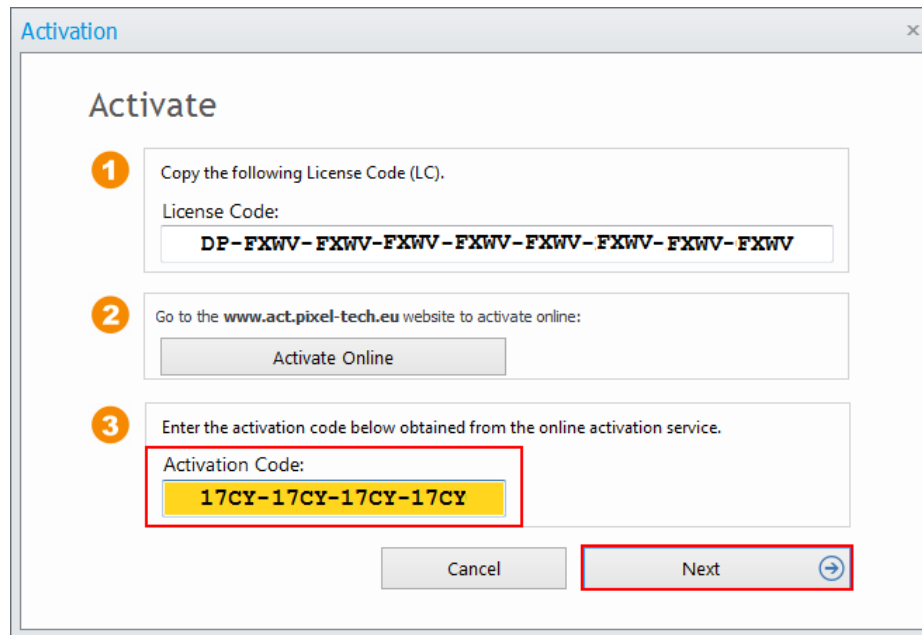 Activation
Activate
1
Copy the following License Code (LC).
License Code:
DP-FXWV-FXWV-FXWV-FXWV-FXWV-FXWV-FXWV-FXWV
2
Go to the www.act.pixel-tech.eu website to activate online:
Activate Online
3
Enter the activation code below obtained from the online activation service.
Activation Code:
17CY-17CY-17CY-17CY
Cancel
Next